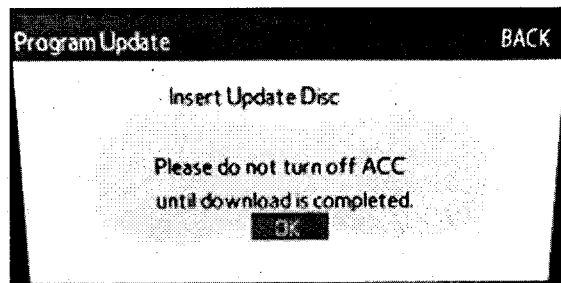 Program Update
BACK
Insert Update Disc
Please do not turn off ACC
until download is completed.
OK